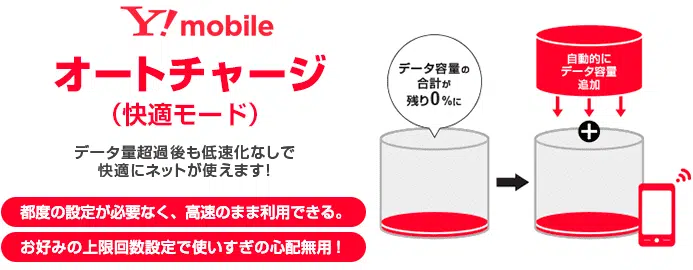 Y! mobile
オートチャージ
（快適モード）
データ量超過後も低速化なしで
快適にネットが使えます！
都度の設定が必要なく、高速のまま利用できる。
お好みの上限回数設定で使いすぎの心配無用！
データ容量の
合計が
残り0%に
自動的に
データ容量
追加